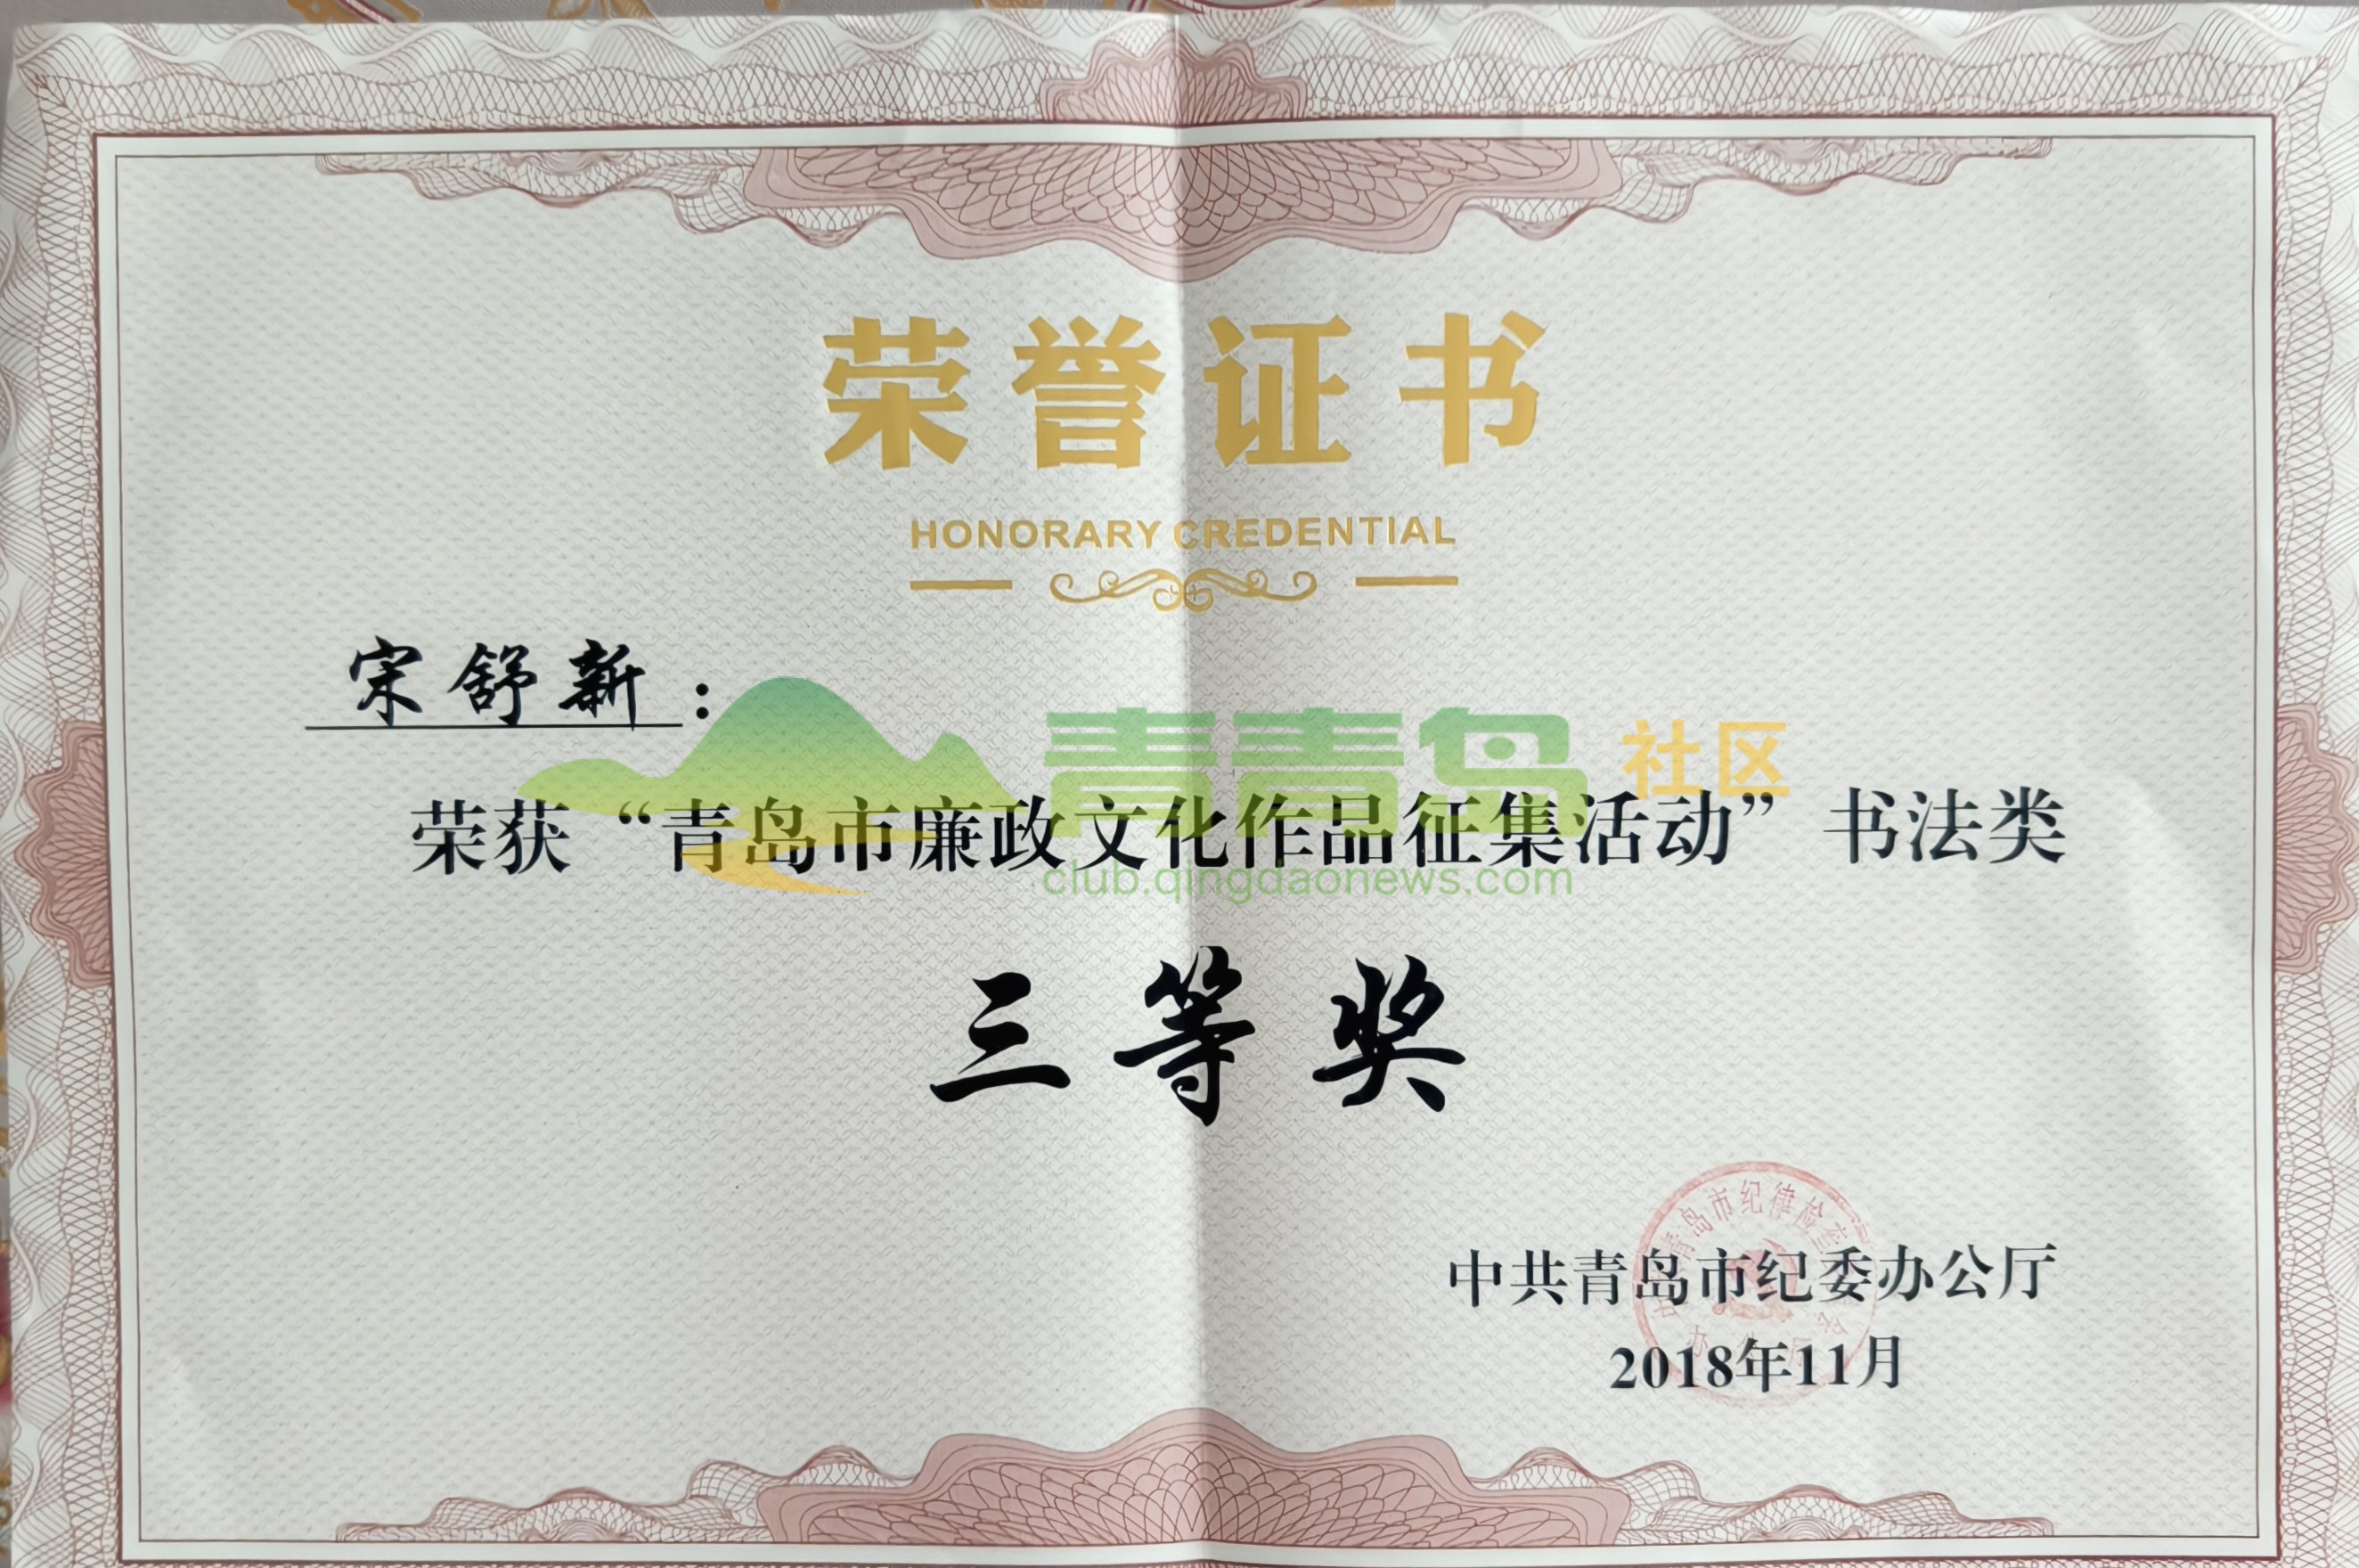 荣誉证书
HONORARY CREDENTIAL
宋舒新：
青青岛 社区
荣获“青岛市廉政文化作品征集活动”书法类
club.qingdaonews.com
三等奖
中共青岛市纪委办公厅
2018年11月